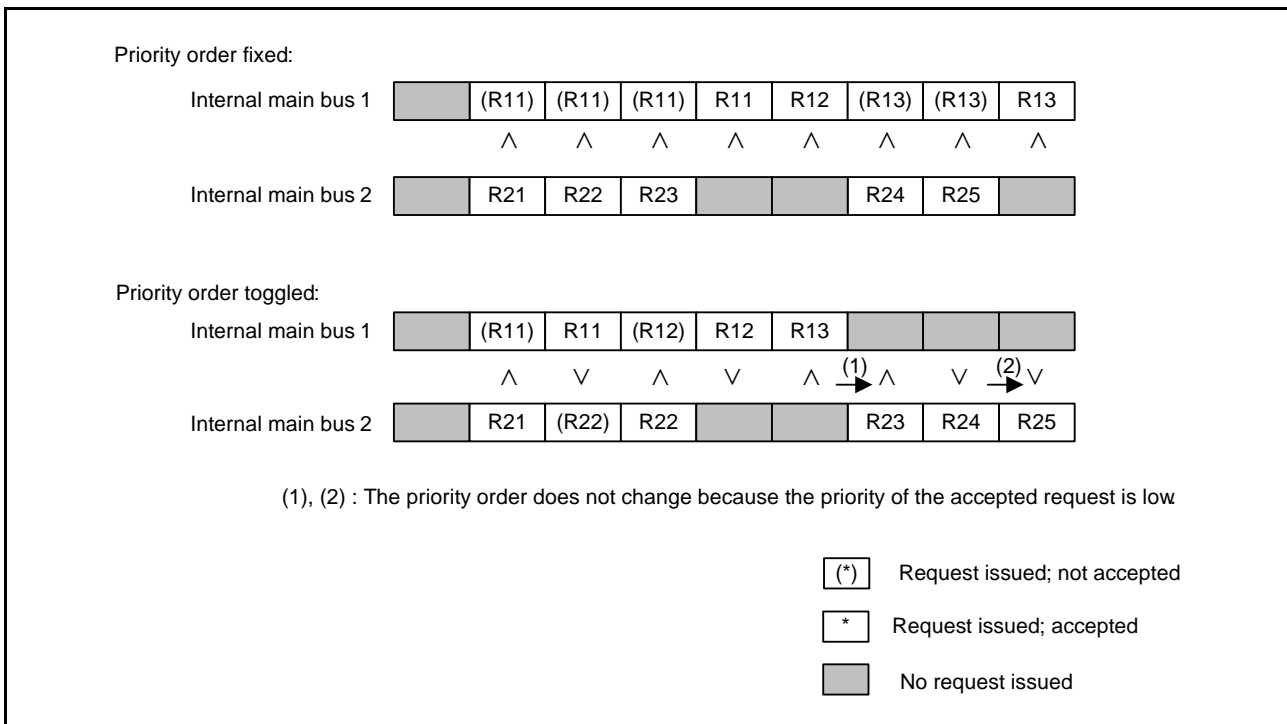 Priority order fixed:
Internal main bus 1 (R11) (R11) (R11) R11 R12 (R13) (R13) R13
∧ ∧ ∧ ∧ ∧ ∧ ∧ ∧
Internal main bus 2 R21 R22 R23 R24 R25
Priority order toggled:
Internal main bus 1 (R11) R11 (R12) R12 R13
∧ ∨ ∧ ∨ ∧ (1) ∧ ∨ (2) ∨
Internal main bus 2 R21 (R22) R22 R23 R24 R25
(1), (2) : The priority order does not change because the priority of the accepted request is low.
(*) Request issued; not accepted
* Request issued; accepted
No request issued